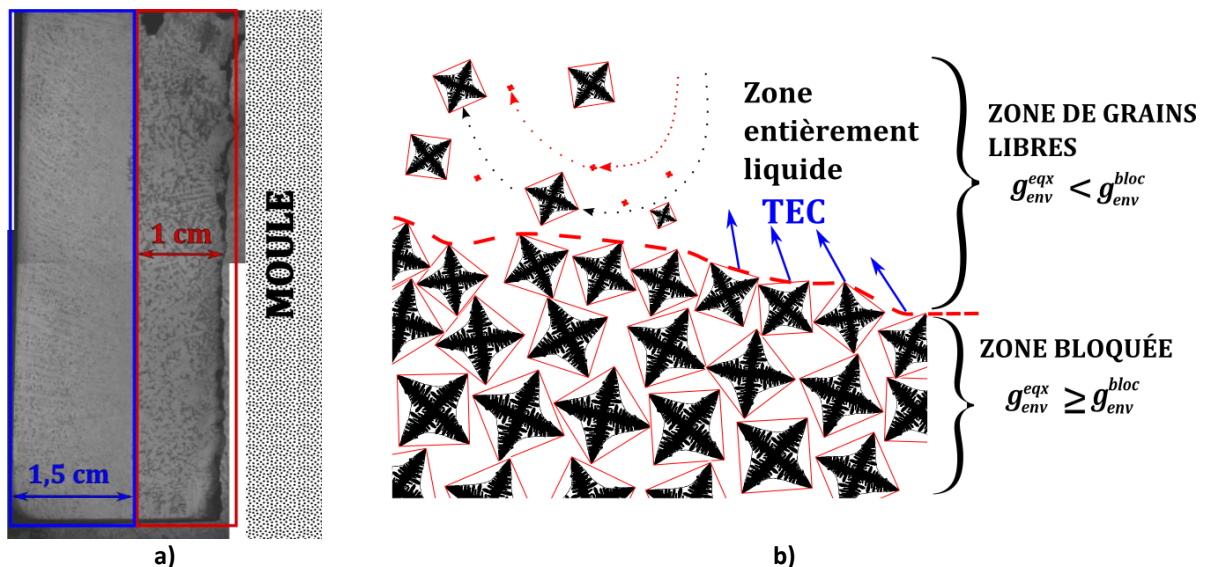 1 cm
MOULE
1,5 cm
a)
Zone
entièrement
liquide
TEC
ZONE DE GRAINS
LIBRES
g_env^eqx < g_env^bloc
ZONE BLOQUÉE
g_env^eqx ≥ g_env^bloc
b)